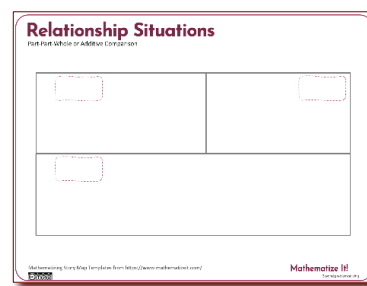 Relationship Situations
Part-Part-Whole or Additive Comparison
Mathematizing Story Map Templates from https://www.mathematizeit.com/
Mathematize It!